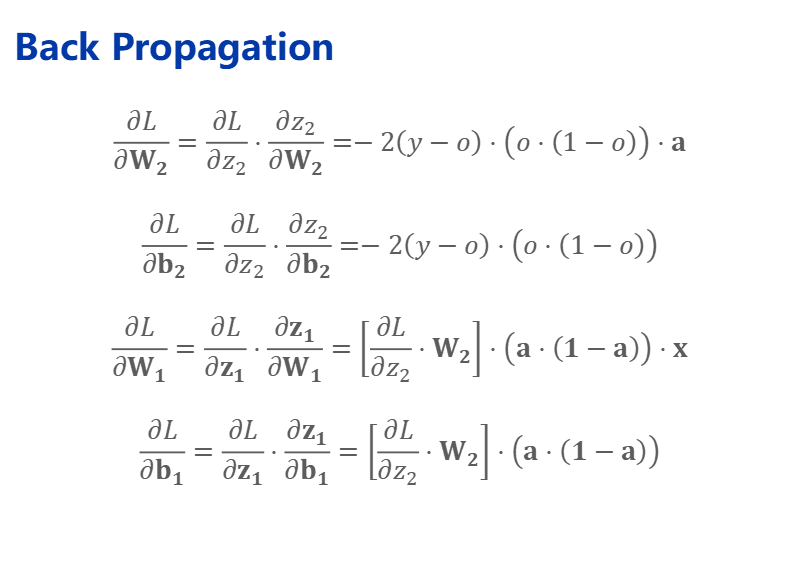 Back Propagation
∂L/∂𝐖₂ = ∂L/∂z₂ · ∂z₂/∂𝐖₂ =− 2(y − o) · (o · (1 − o)) · 𝐚
∂L/∂𝐛₂ = ∂L/∂z₂ · ∂z₂/∂𝐛₂ =− 2(y − o) · (o · (1 − o))
∂L/∂𝐖₁ = ∂L/∂𝐳₁ · ∂𝐳₁/∂𝐖₁ = [∂L/∂z₂ · 𝐖₂] · (𝐚 · (𝟏 − 𝐚)) · 𝐱
∂L/∂𝐛₁ = ∂L/∂𝐳₁ · ∂𝐳₁/∂𝐛₁ = [∂L/∂z₂ · 𝐖₂] · (𝐚 · (𝟏 − 𝐚))